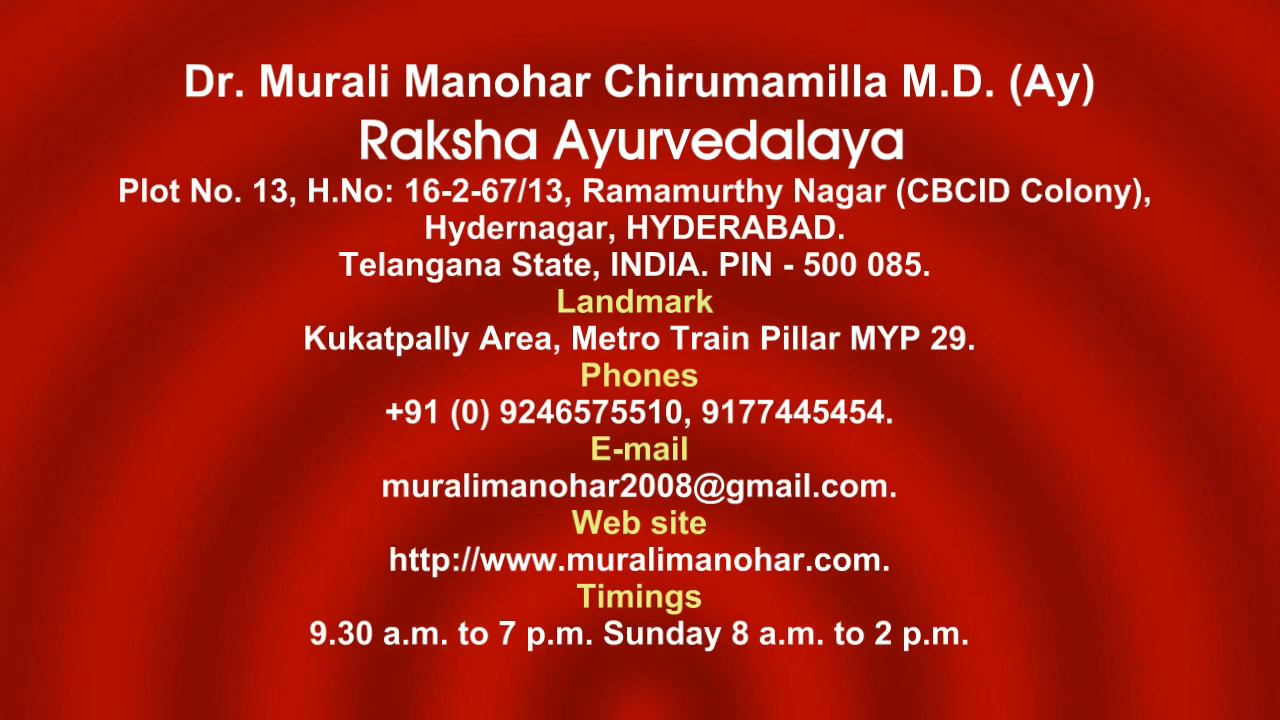 Dr. Murali Manohar Chirumamilla M.D. (Ay)
Raksha Ayurvedalaya
Plot No. 13, H.No: 16-2-67/13, Ramamurthy Nagar (CBCID Colony),
Hydernagar, HYDERABAD.
Telangana State, INDIA. PIN - 500 085.
Landmark
Kukatpally Area, Metro Train Pillar MYP 29.
Phones
+91 (0) 9246575510, 9177445454.
E-mail
muralimanohar2008@gmail.com.
Web site
http://www.muralimanohar.com.
Timings
9.30 a.m. to 7 p.m. Sunday 8 a.m. to 2 p.m.